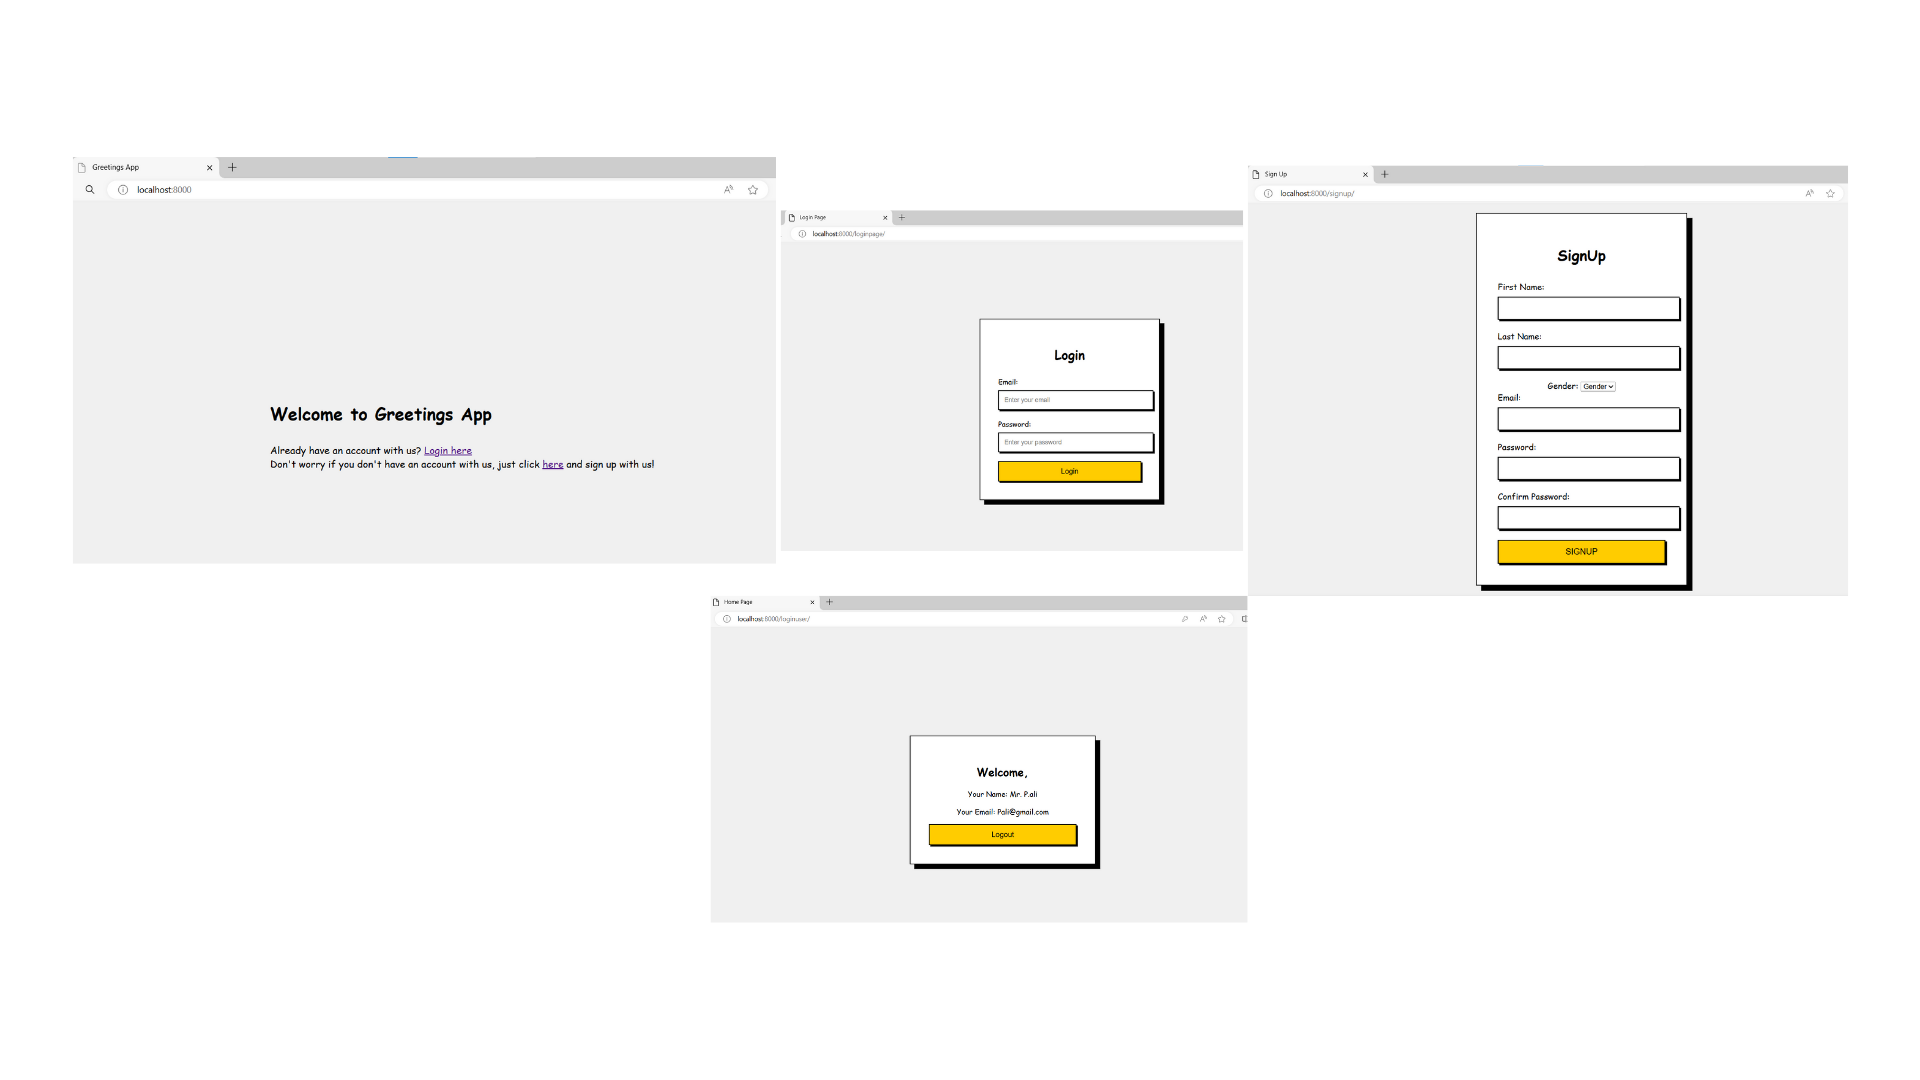 Greetings App
localhost:8000
Welcome to Greetings App
Already have an account with us? Login here
Don't worry if you don't have an account with us, just click here and sign up with us!
Login Page
localhost:8000/loginpage/
Login
Email:
Enter your email
Password:
Enter your password
Login
Sign Up
localhost:8000/signup/
SignUp
First Name:
Last Name:
Gender: Gender
Email:
Password:
Confirm Password:
SIGNUP
Home Page
localhost:8000/loginuser/
Welcome,
Your Name: Mr. P.ali
Your Email: Pali@gmail.com
Logout